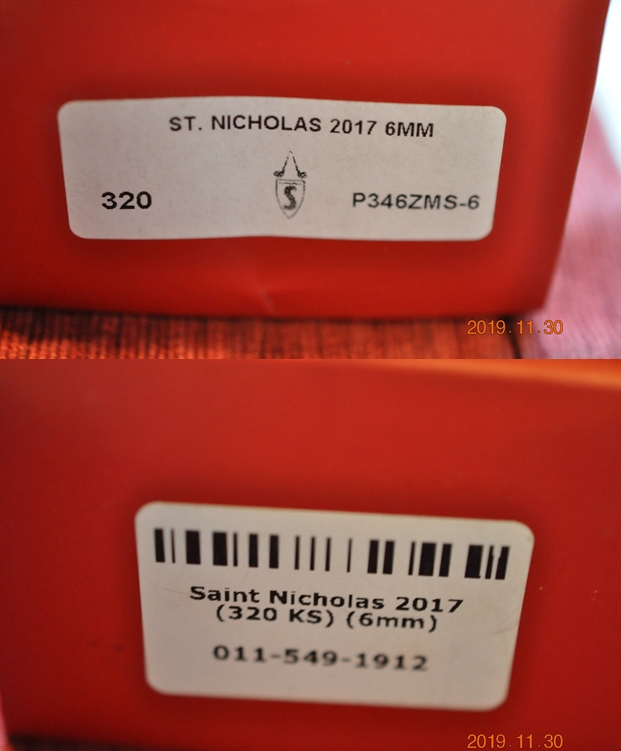 ST. NICHOLAS 2017 6MM
S
320 P346ZMS-6
2019.11.30
Saint Nicholas 2017
(320 KS) (6mm)
011-549-1912
2019.11.30